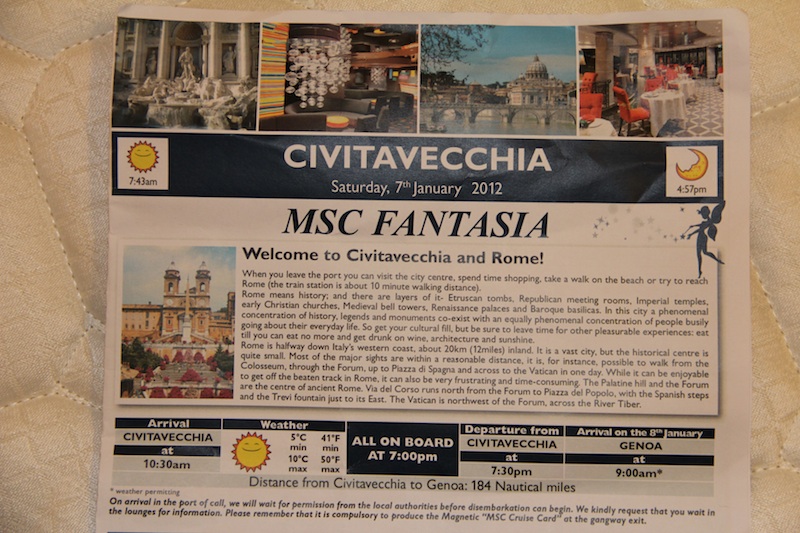 CIVITAVECCHIA
7:43am
Saturday, 7th January 2012
4:57pm
MSC FANTASIA
Welcome to Civitavecchia and Rome!
When you leave the port you can visit the city centre, spend time shopping, take a walk on the beach or try to reach
Rome (the train station is about 10 minute walking distance).
Rome means history; and there are layers of it- Etruscan tombs, Republican meeting rooms, Imperial temples,
early Christian churches, Medieval bell towers, Renaissance palaces and Baroque basilicas. In this city a phenomenal
concentration of history, legends and monuments co-exist with an equally phenomenal concentration of people busily
going about their everyday life. So get your cultural fill, but be sure to leave time for other pleasurable experiences: eat
till you can eat no more and get drunk on wine, architecture and sunshine.
Rome is halfway down Italy's western coast, about 20km (12miles) inland. It is a vast city, but the historical centre is
quite small. Most of the major sights are within a reasonable distance, it is, for instance, possible to walk from the
Colosseum, through the Forum, up to Piazza di Spagna and across to the Vatican in one day. While it can be enjoyable
to get off the beaten track in Rome, it can also be very frustrating and time-consuming. The Palatine hill and the Forum
are the centre of ancient Rome. Via del Corso runs north from the Forum to Piazza del Popolo, with the Spanish steps
and the Trevi fountain just to its East. The Vatican is northwest of the Forum, across the River Tiber.
Arrival
CIVITAVECCHIA
at
10:30am
Weather
5°C 41°F
min min
10°C 50°F
max max
ALL ON BOARD
AT 7:00pm
Departure from
CIVITAVECCHIA
at
7:30pm
Arrival on the 8th January
GENOA
at
9:00am*
Distance from Civitavecchia to Genoa: 184 Nautical miles
* weather permitting
On arrival in the port of call, we will wait for permission from the local authorities before disembarkation can begin. We kindly request that you wait in
the lounges for information. Please remember that it is compulsory to produce the Magnetic "MSC Cruise Card" at the gangway exit.